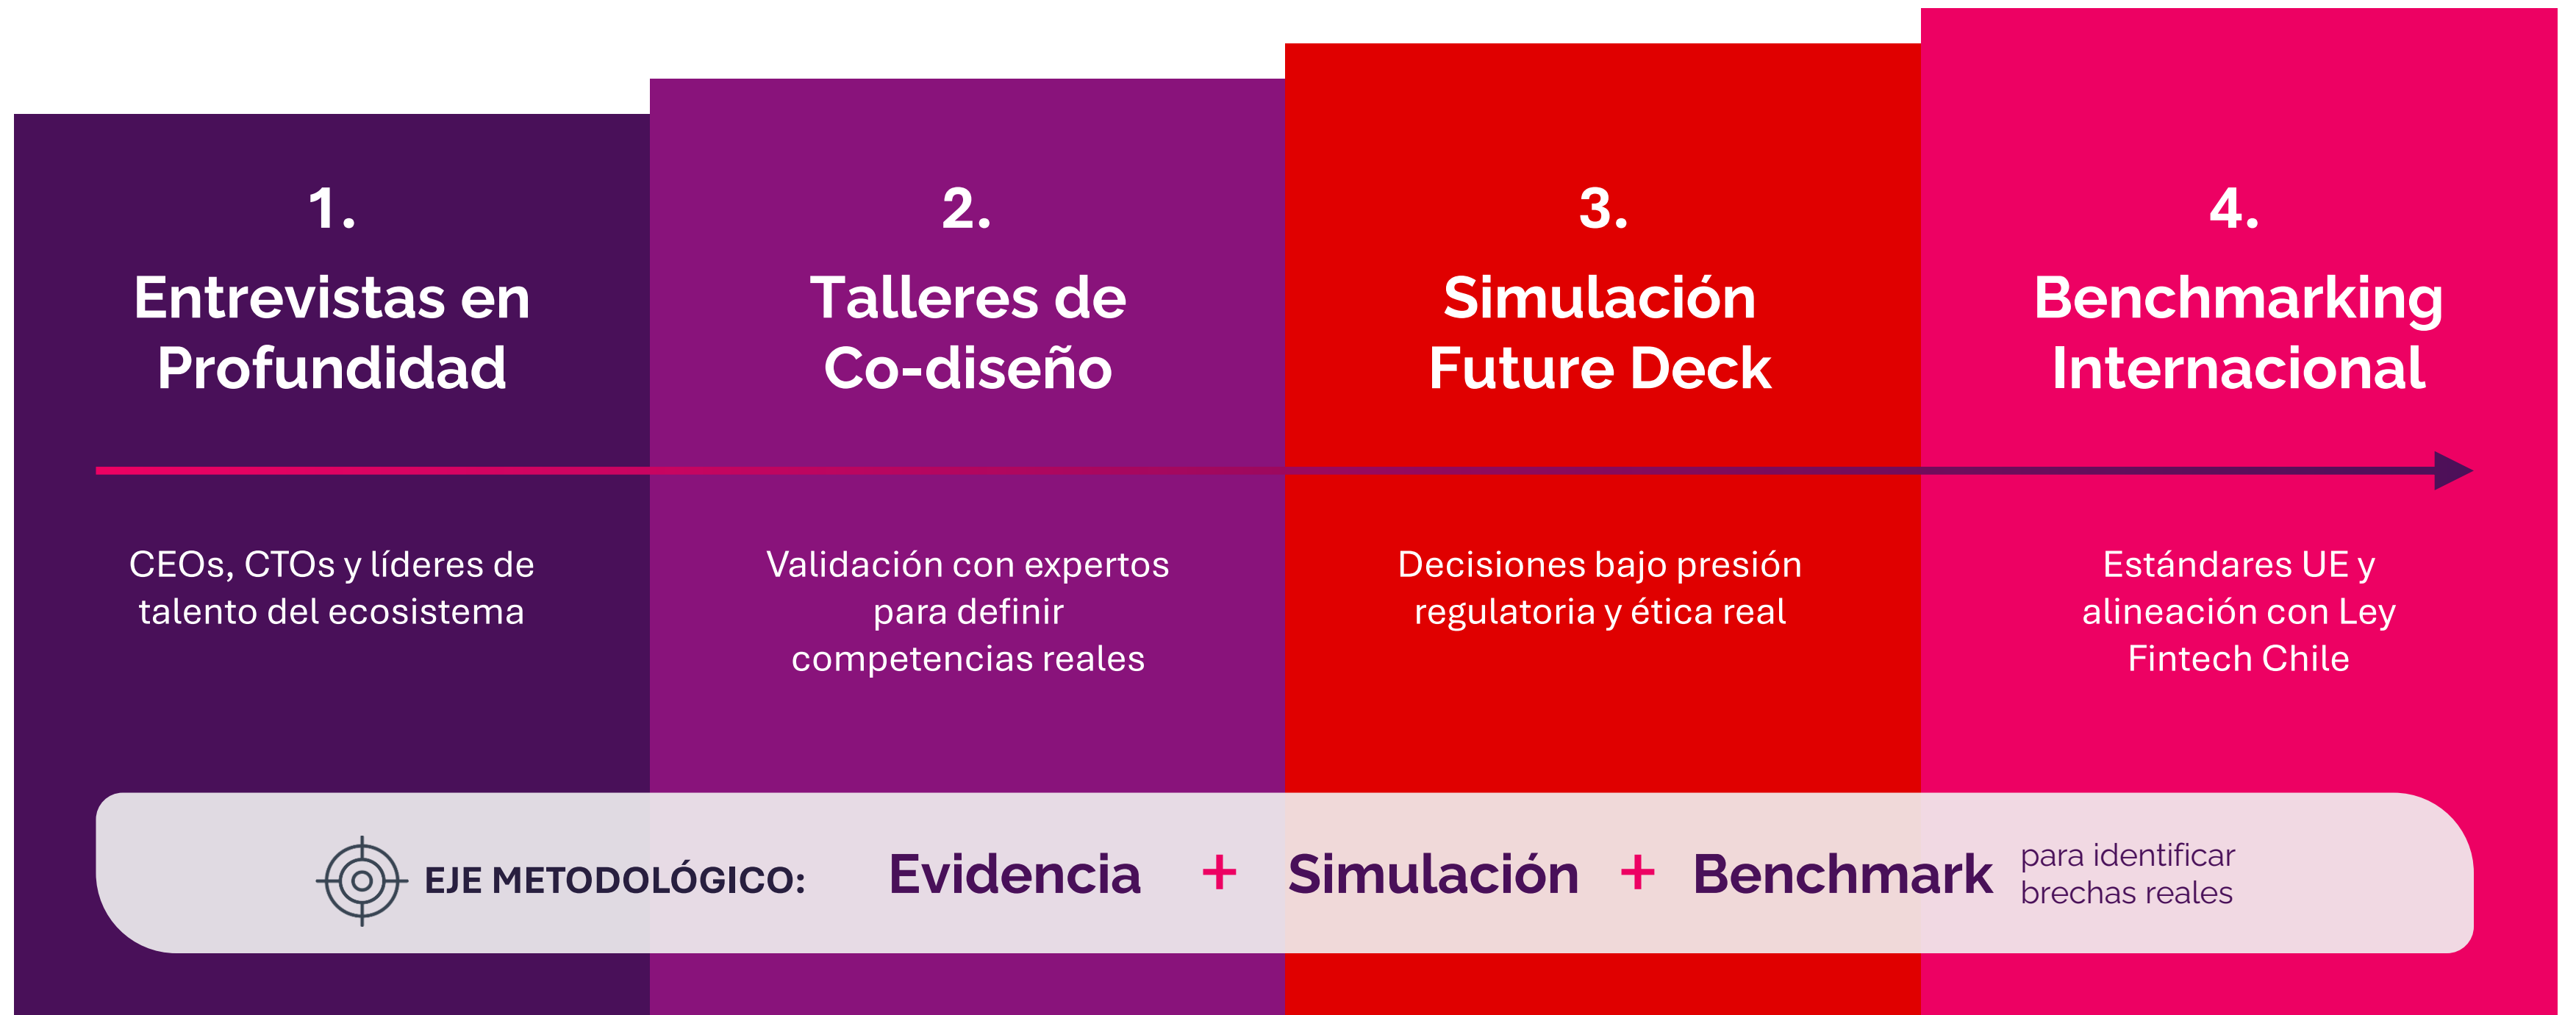 1.
Entrevistas en
Profundidad
CEOs, CTOs y líderes de
talento del ecosistema
2.
Talleres de
Co-diseño
Validación con expertos
para definir
competencias reales
3.
Simulación
Future Deck
Decisiones bajo presión
regulatoria y ética real
4.
Benchmarking
Internacional
Estándares UE y
alineación con Ley
Fintech Chile
EJE METODOLÓGICO: Evidencia + Simulación + Benchmark
para identificar
brechas reales